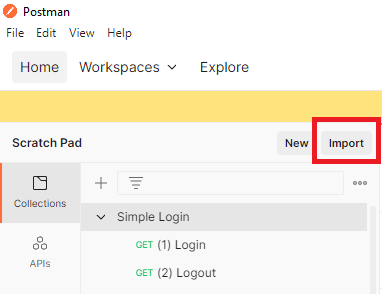 Postman
File Edit View Help
Home Workspaces Explore
Scratch Pad New Import
Collections
Simple Login
GET (1) Login
GET (2) Logout
APIs